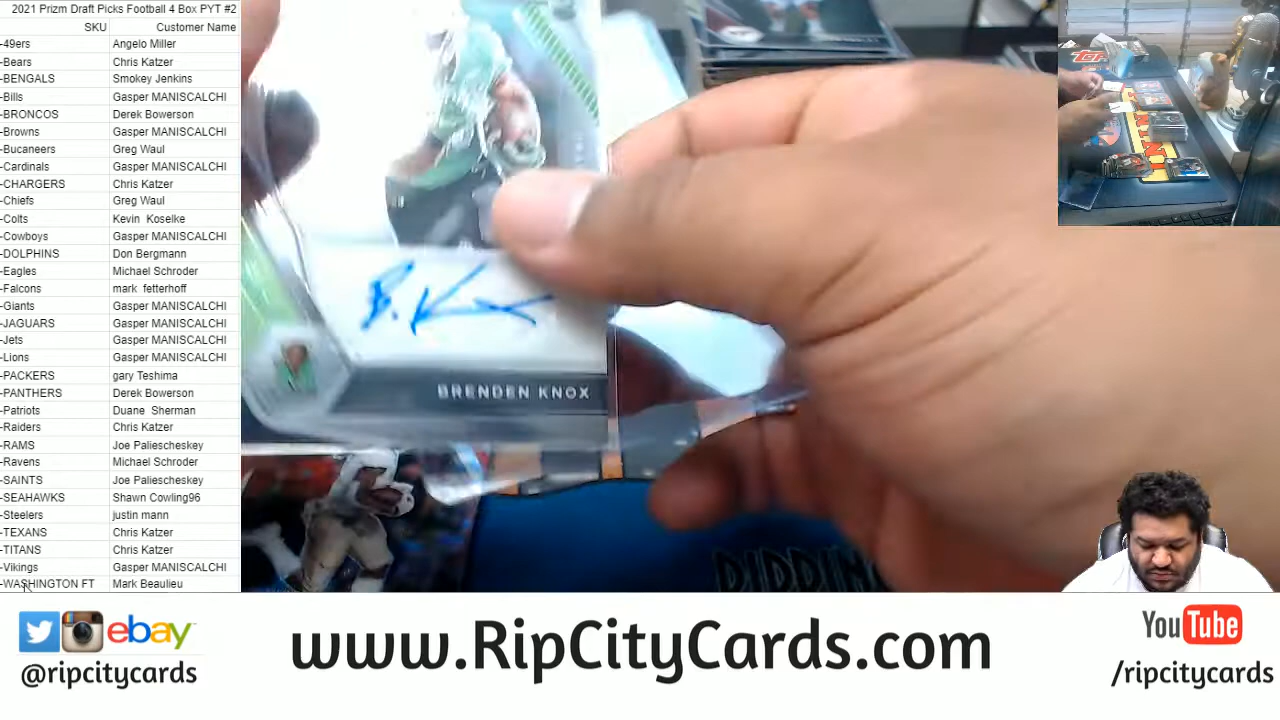 2021 Prizm Draft Picks Football 4 Box PYT #2
SKU Customer Name
-49ers Angelo Miller
-Bears Chris Katzer
-BENGALS Smokey Jenkins
-Bills Gasper MANISCALCHI
-BRONCOS Derek Bowerson
-Browns Gasper MANISCALCHI
-Bucaneers Greg Waul
-Cardinals Gasper MANISCALCHI
-CHARGERS Chris Katzer
-Chiefs Greg Waul
-Colts Kevin Koselke
-Cowboys Gasper MANISCALCHI
-DOLPHINS Don Bergmann
-Eagles Michael Schroder
-Falcons mark fetterhoff
-Giants Gasper MANISCALCHI
-JAGUARS Gasper MANISCALCHI
-Jets Gasper MANISCALCHI
-Lions Gasper MANISCALCHI
-PACKERS gary Teshima
-PANTHERS Derek Bowerson
-Patriots Duane Sherman
-Raiders Chris Katzer
-RAMS Joe Paliescheskey
-Ravens Michael Schroder
-SAINTS Joe Paliescheskey
-SEAHAWKS Shawn Cowling96
-Steelers justin mann
-TEXANS Chris Katzer
-TITANS Chris Katzer
-Vikings Gasper MANISCALCHI
-WASHINGTON FT Mark Beaulieu
B. Knox
BRENDEN KNOX
ebay
@ripcitycards
www.RipCityCards.com
YouTube
/ripcitycards